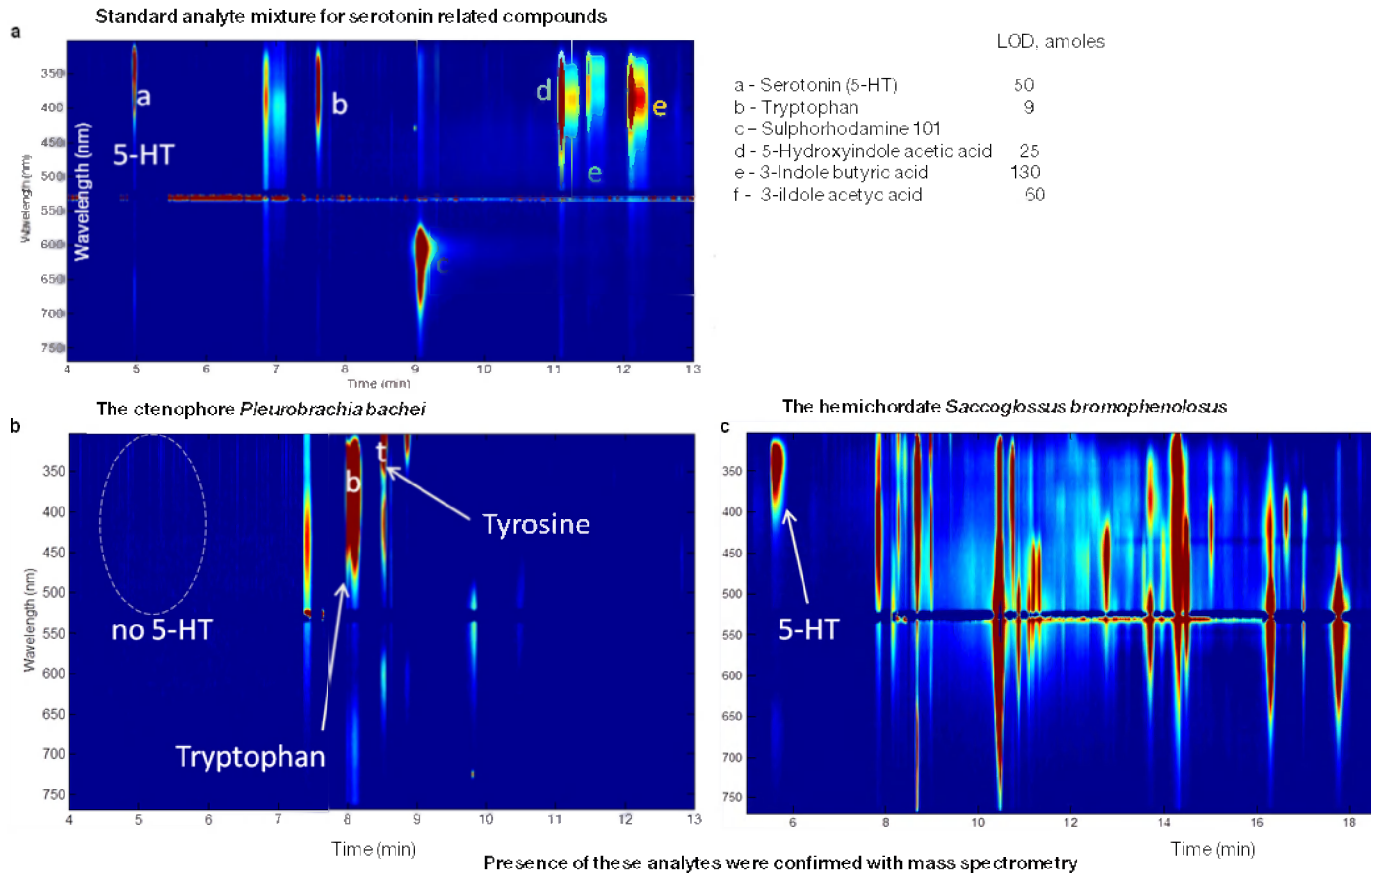 Standard analyte mixture for serotonin related compounds
a
LOD, amoles
a - Serotonin (5-HT) 50
b - Tryptophan 9
c - Sulphorhodamine 101
d - 5-Hydroxyindole acetic acid 25
e - 3-Indole butyric acid 130
f - 3-ildole acetyc acid 60
Wavelength (nm)
Wavelength (nm)
350
400
450
500
550
600
650
700
750
a
5-HT
b
c
d
e
e
4 5 6 7 8 9 10 11 12 13
Time (min)
The ctenophore Pleurobrachia bachei
b
Wavelength (nm)
350
400
450
500
550
600
650
700
750
b
t
Tyrosine
no 5-HT
Tryptophan
4 5 6 7 8 9 10 11 12 13
Time (min)
The hemichordate Saccoglossus bromophenolosus
c
350
400
450
500
550
600
650
700
750
5-HT
6 8 10 12 14 16 18
Time (min)
Presence of these analytes were confirmed with mass spectrometry